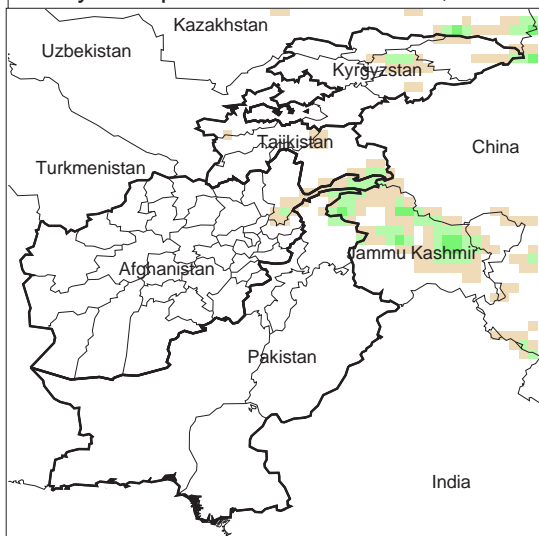 Kazakhstan
Uzbekistan
Kyrgyzstan
Tajikistan
China
Turkmenistan
Jammu Kashmir
Afghanistan
Pakistan
India